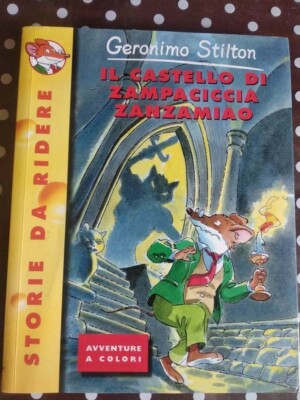 Geronimo Stilton
IL CASTELLO DI
ZAMPACICCIA
ZANZAMIAO
STORIE DA RIDERE
AVVENTURE
A COLORI